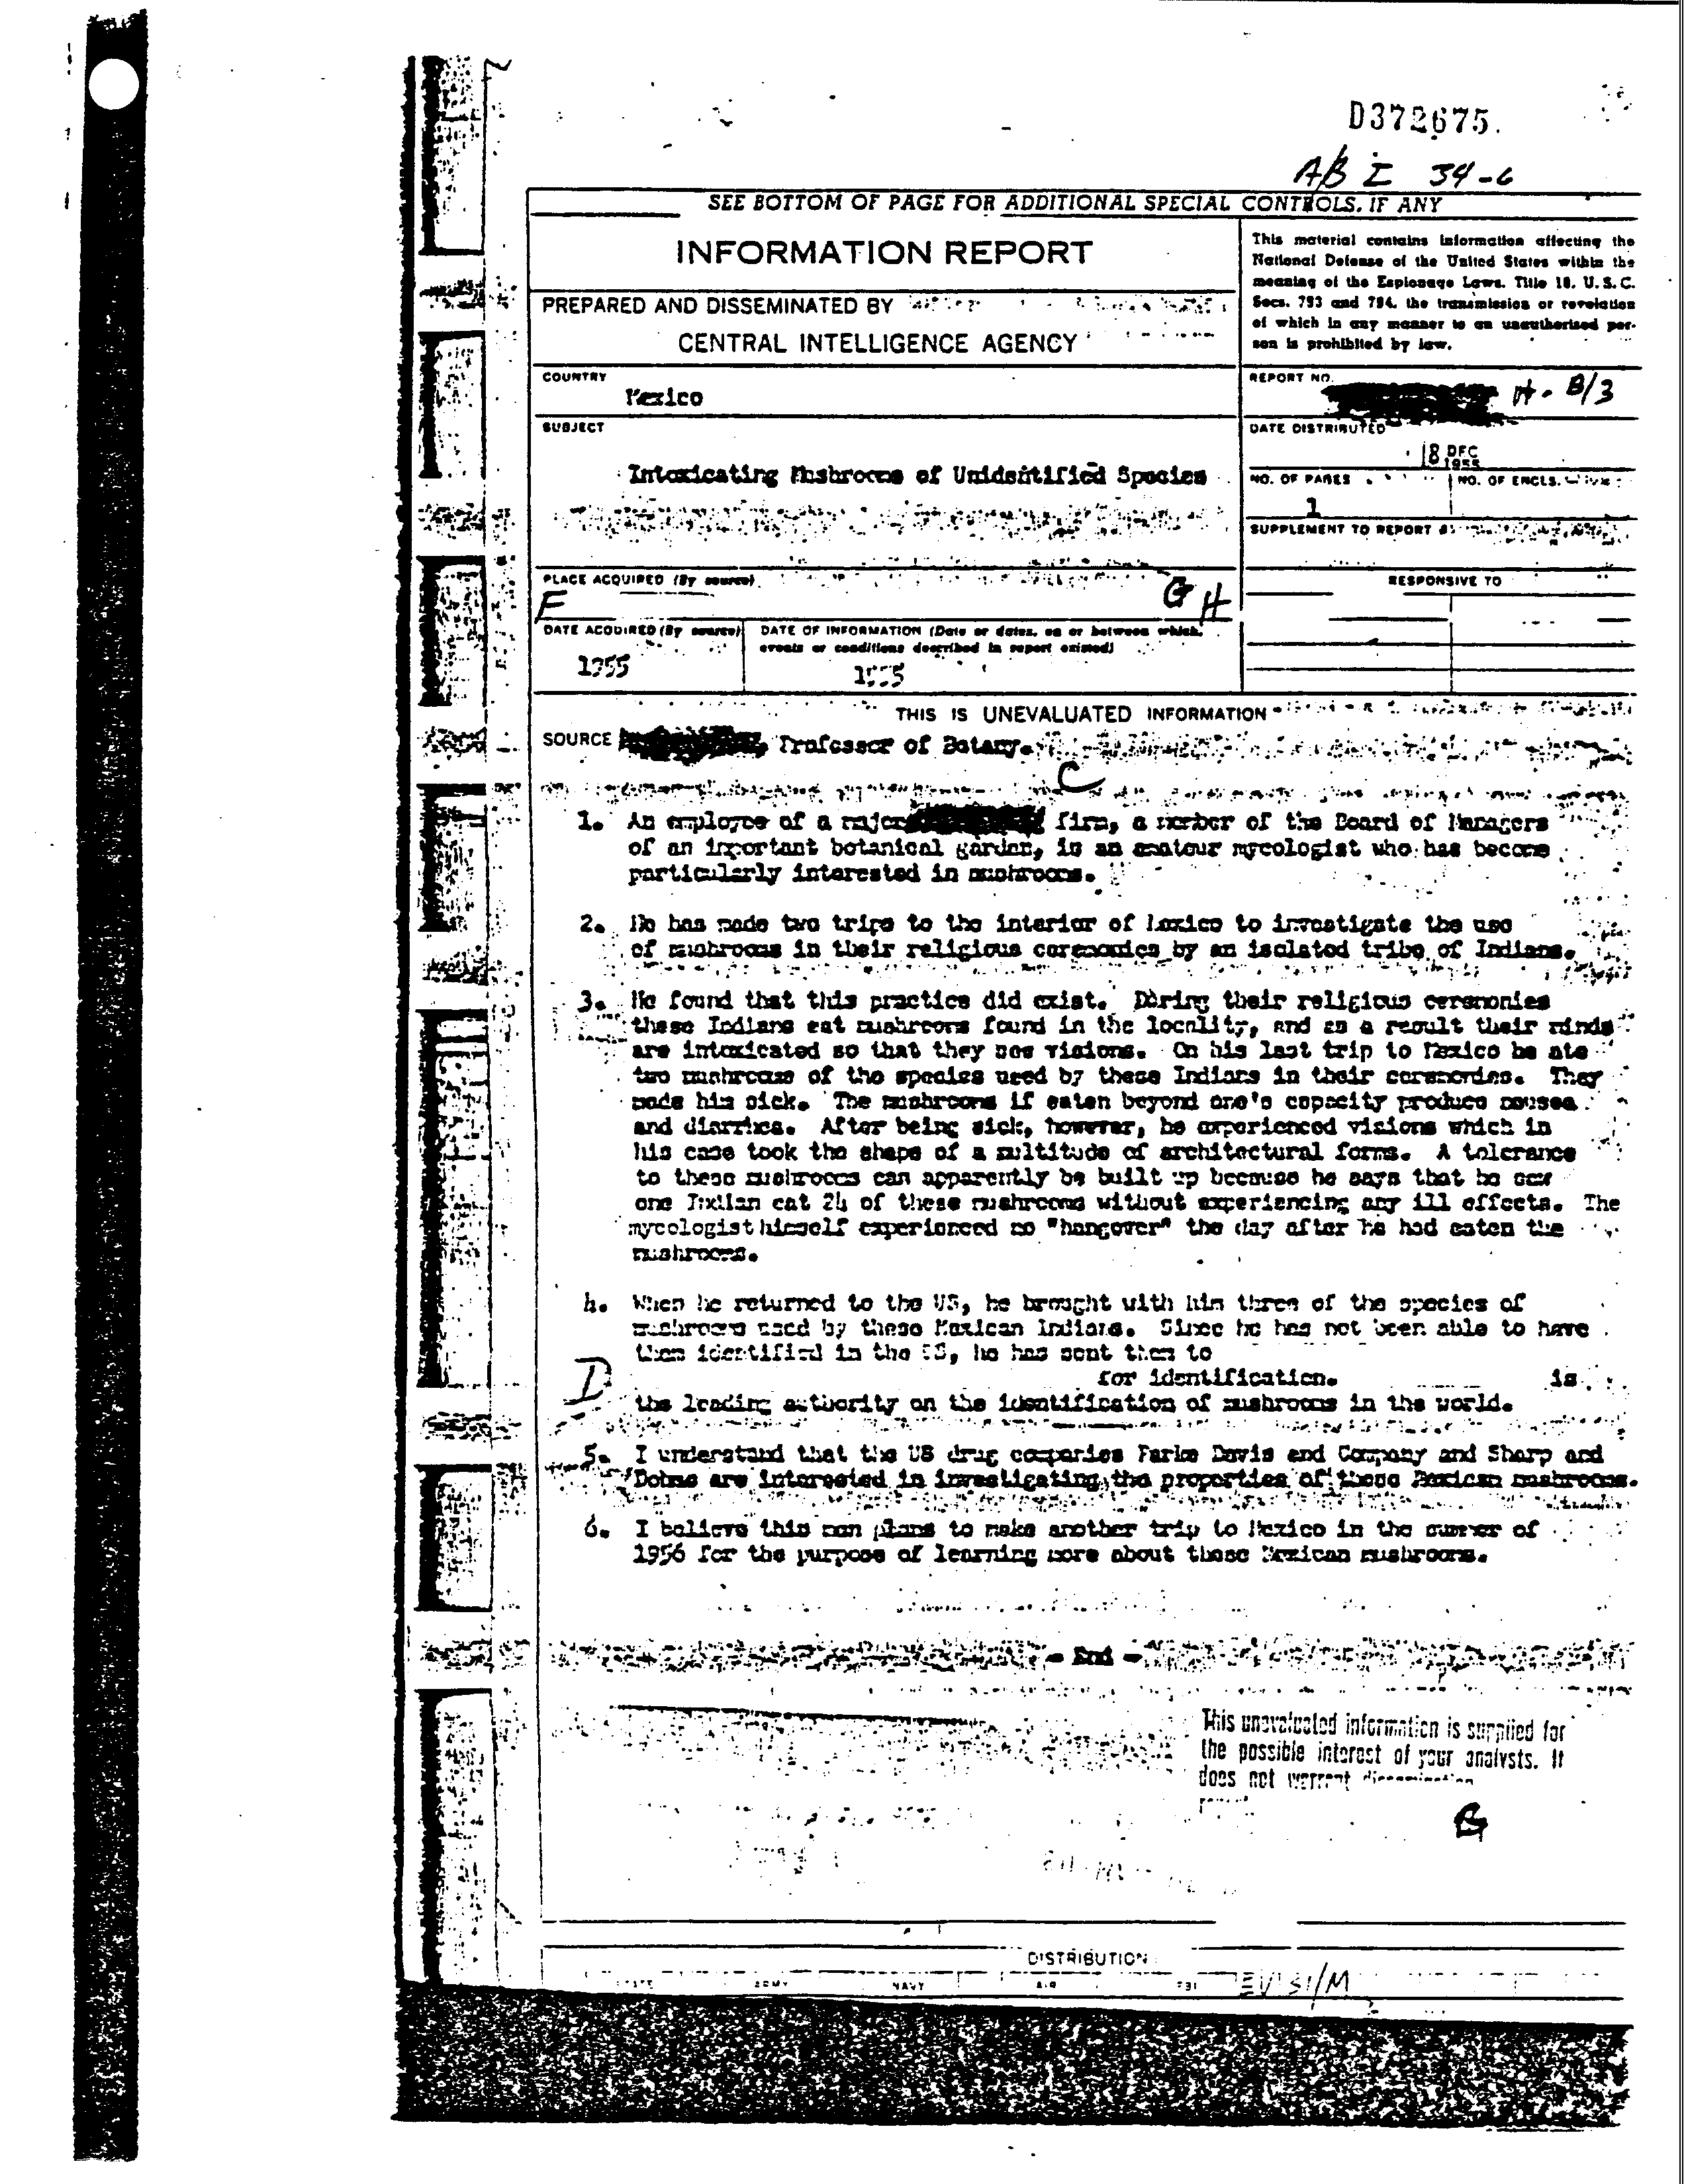 D372675.
A/B I 34-6
SEE BOTTOM OF PAGE FOR ADDITIONAL SPECIAL CONTROLS, IF ANY
INFORMATION REPORT
PREPARED AND DISSEMINATED BY
CENTRAL INTELLIGENCE AGENCY
This material contains information affecting the
National Defense of the United States within the
meaning of the Espionage Laws. Title 18. U. S. C.
Secs. 793 and 794. the transmission or revelation
of which in any manner to an unauthorized per-
son is prohibited by law.
COUNTRY
Mexico
REPORT NO.
H-B/3
SUBJECT
Intoxicating Mushrooms of Unidentified Species
DATE DISTRIBUTED
18 DEC
1955
NO. OF PAGES
1
NO. OF ENCLS.
SUPPLEMENT TO REPORT #
PLACE ACQUIRED (By source)
F
G H
RESPONSIVE TO
DATE ACQUIRED (By source)
1955
DATE OF INFORMATION (Date or dates, on or between which,
events or conditions described in report existed)
1955
THIS IS UNEVALUATED INFORMATION
SOURCE , Professor of Botany.
C
1. An employee of a major firm, a member of the Board of Managers
of an important botanical garden, is an amateur mycologist who has become
particularly interested in mushrooms.
2. He has made two trips to the interior of Mexico to investigate the use
of mushrooms in their religious ceremonies by an isolated tribe of Indians.
3. He found that this practice did exist. During their religious ceremonies
these Indians eat mushrooms found in the locality, and as a result their minds
are intoxicated so that they see visions. On his last trip to Mexico he ate
two mushrooms of the species used by these Indians in their ceremonies. They
made him sick. The mushrooms if eaten beyond one's capacity produce nausea
and diarrhea. After being sick, however, he experienced visions which in
his case took the shape of a multitude of architectural forms. A tolerance
to these mushrooms can apparently be built up because he says that he saw
one Indian eat 24 of these mushrooms without experiencing any ill effects. The
mycologist himself experienced no "hangover" the day after he had eaten the
mushrooms.
4. When he returned to the US, he brought with him three of the species of
mushrooms used by these Mexican Indians. Since he has not been able to have
them identified in the US, he has sent them to
for identification. is
D
the leading authority on the identification of mushrooms in the world.
5. I understand that the US drug companies Parke Davis and Company and Sharp and
Dohme are interested in investigating the properties of these Mexican mushrooms.
6. I believe this man plans to make another trip to Mexico in the summer of
1956 for the purpose of learning more about these Mexican mushrooms.
- End -
This unevaluated information is supplied for
the possible interest of your analysts. It
does not warrant dissemination
G
DISTRIBUTION
STATE ARMY NAVY AIR FBI